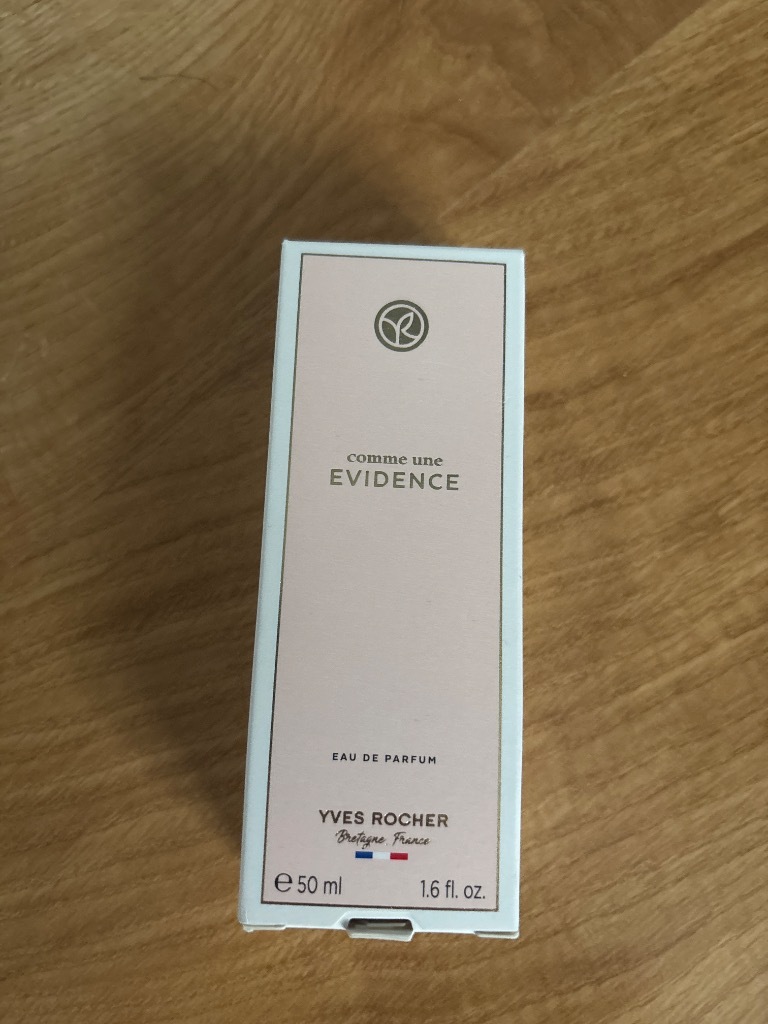 comme une
EVIDENCE
EAU DE PARFUM
YVES ROCHER
Bretagne, France
℮ 50 ml 1.6 fl. oz.